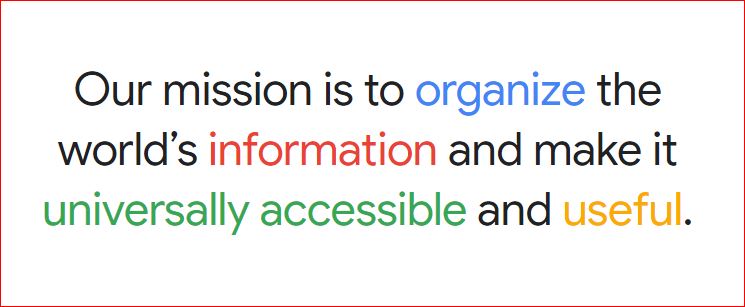 Our mission is to organize the
world’s information and make it
universally accessible and useful.